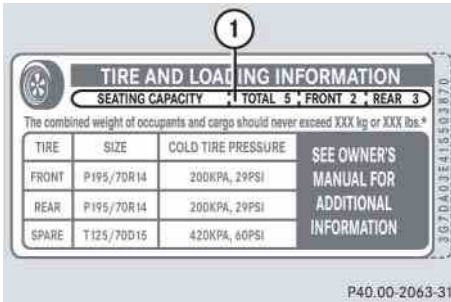 1
TIRE AND LOADING INFORMATION
SEATING CAPACITY TOTAL 5 FRONT 2 REAR 3
The combined weight of occupants and cargo should never exceed XXX kg or XXX lbs.*
TIRE SIZE COLD TIRE PRESSURE
FRONT P195/70R14 200KPA, 29PSI
REAR P195/70R14 200KPA, 29PSI
SPARE T125/70D15 420KPA, 60PSI
SEE OWNER'S
MANUAL FOR
ADDITIONAL
INFORMATION
3G7DA03E41S503870
P40.00-2063-31